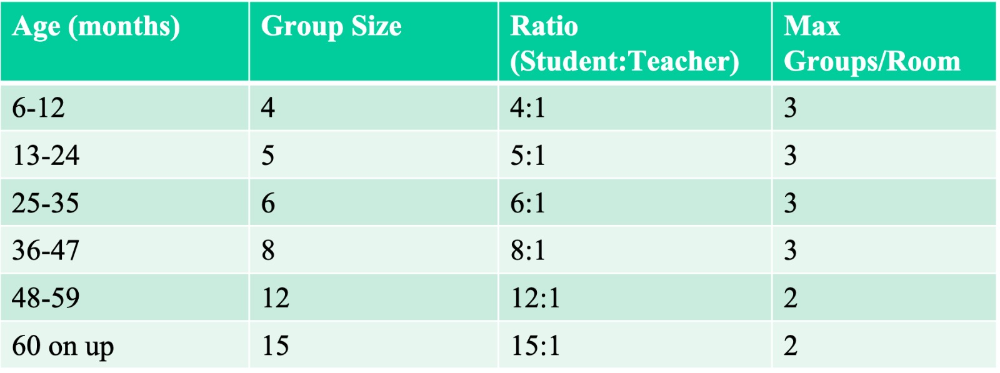 Age (months) Group Size Ratio (Student:Teacher) Max Groups/Room
6-12 4 4:1 3
13-24 5 5:1 3
25-35 6 6:1 3
36-47 8 8:1 3
48-59 12 12:1 2
60 on up 15 15:1 2